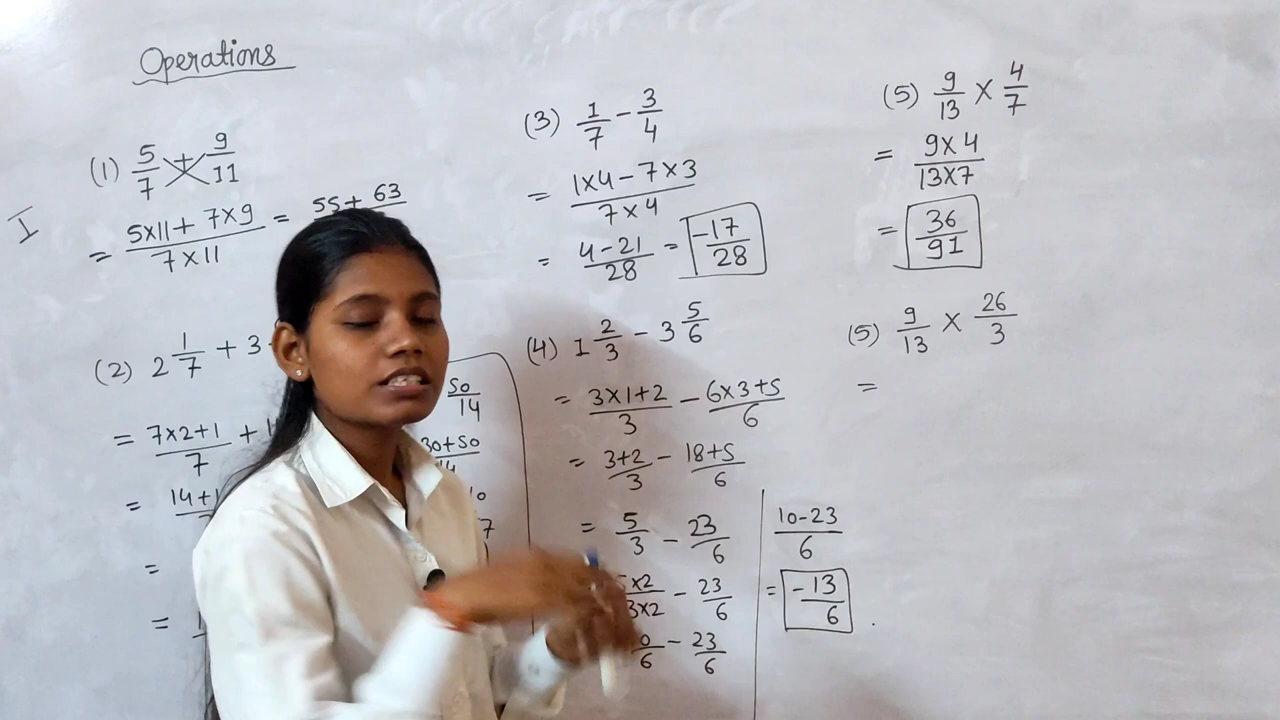 Operations
I
(1) 5/7 + 9/11
= (5×11 + 7×9)/(7×11) = 55 + 63
(2) 2 1/7 + 3
= (7×2+1)/7 +
= 14+1
=
=
50/14
30+50
(3) 1/7 - 3/4
= (1×4 - 7×3)/(7×4)
= (4-21)/28 = -17/28
(4) 1 2/3 - 3 5/6
= (3×1+2)/3 - (6×3+5)/6
= (3+2)/3 - (18+5)/6
= 5/3 - 23/6
5×2/3×2 - 23/6
0/6 - 23/6
(10-23)/6
= -13/6
(5) 9/13 × 4/7
= (9×4)/(13×7)
= 36/91
(5) 9/13 × 26/3
=